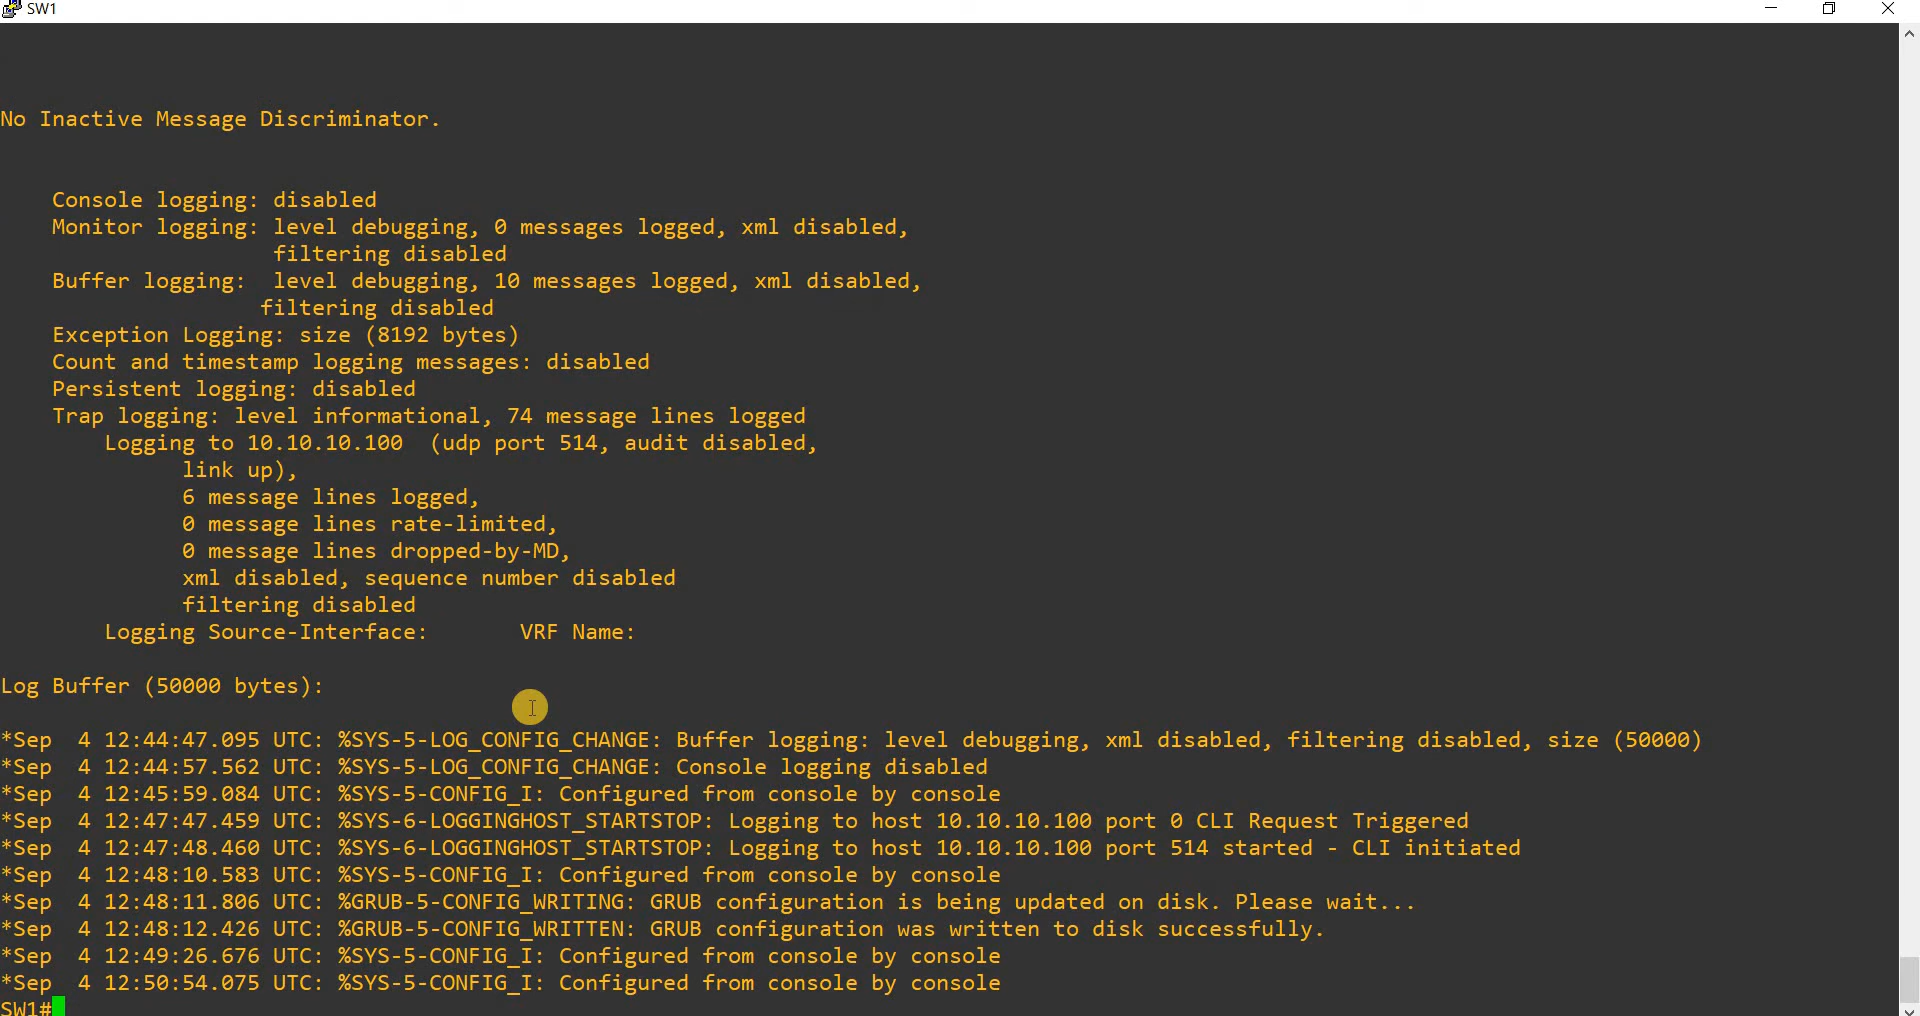 SW1
No Inactive Message Discriminator.
Console logging: disabled
Monitor logging: level debugging, 0 messages logged, xml disabled,
filtering disabled
Buffer logging:  level debugging, 10 messages logged, xml disabled,
filtering disabled
Exception Logging: size (8192 bytes)
Count and timestamp logging messages: disabled
Persistent logging: disabled
Trap logging: level informational, 74 message lines logged
Logging to 10.10.10.100  (udp port 514, audit disabled,
link up),
6 message lines logged,
0 message lines rate-limited,
0 message lines dropped-by-MD,
xml disabled, sequence number disabled
filtering disabled
Logging Source-Interface:       VRF Name:
Log Buffer (50000 bytes):
*Sep  4 12:44:47.095 UTC: %SYS-5-LOG_CONFIG_CHANGE: Buffer logging: level debugging, xml disabled, filtering disabled, size (50000)
*Sep  4 12:44:57.562 UTC: %SYS-5-LOG_CONFIG_CHANGE: Console logging disabled
*Sep  4 12:45:59.084 UTC: %SYS-5-CONFIG_I: Configured from console by console
*Sep  4 12:47:47.459 UTC: %SYS-6-LOGGINGHOST_STARTSTOP: Logging to host 10.10.10.100 port 0 CLI Request Triggered
*Sep  4 12:47:48.460 UTC: %SYS-6-LOGGINGHOST_STARTSTOP: Logging to host 10.10.10.100 port 514 started - CLI initiated
*Sep  4 12:48:10.583 UTC: %SYS-5-CONFIG_I: Configured from console by console
*Sep  4 12:48:11.806 UTC: %GRUB-5-CONFIG_WRITING: GRUB configuration is being updated on disk. Please wait...
*Sep  4 12:48:12.426 UTC: %GRUB-5-CONFIG_WRITTEN: GRUB configuration was written to disk successfully.
*Sep  4 12:49:26.676 UTC: %SYS-5-CONFIG_I: Configured from console by console
*Sep  4 12:50:54.075 UTC: %SYS-5-CONFIG_I: Configured from console by console
SW1#